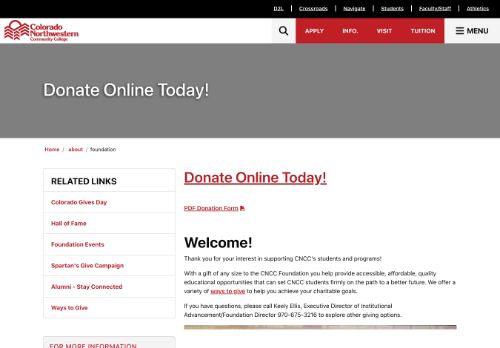 D2L | Crossroads | Navigate | Students | Faculty/Staff | Athletics
Colorado
Northwestern
Community College
APPLY INFO. VISIT TUITION MENU
Donate Online Today!
Home / about / foundation
RELATED LINKS
Colorado Gives Day
Hall of Fame
Foundation Events
Spartan's Give Campaign
Alumni - Stay Connected
Ways to Give
FOR MORE INFORMATION
Donate Online Today!
PDF Donation Form
Welcome!
Thank you for your interest in supporting CNCC's students and programs!
With a gift of any size to the CNCC Foundation you help provide accessible, affordable, quality
educational opportunities that can set CNCC students firmly on the path to a better future. We offer a
variety of ways to give to help you achieve your charitable goals.
If you have questions, please call Keely Ellis, Executive Director of Institutional
Advancement/Foundation Director 970-675-3216 to explore other giving options.